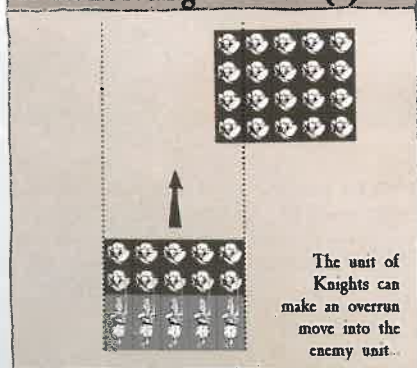 The unit of
Knights can
make an overrun
move into the
enemy unit